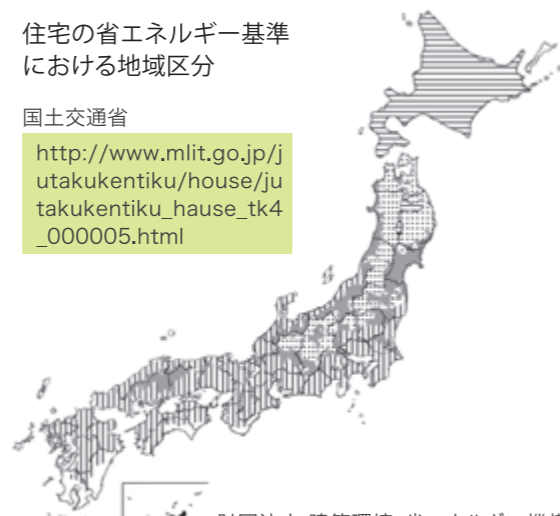 住宅の省エネルギー基準
における地域区分
国土交通省
http://www.mlit.go.jp/j
utakukentiku/house/ju
takukentiku_hause_tk4
_000005.html